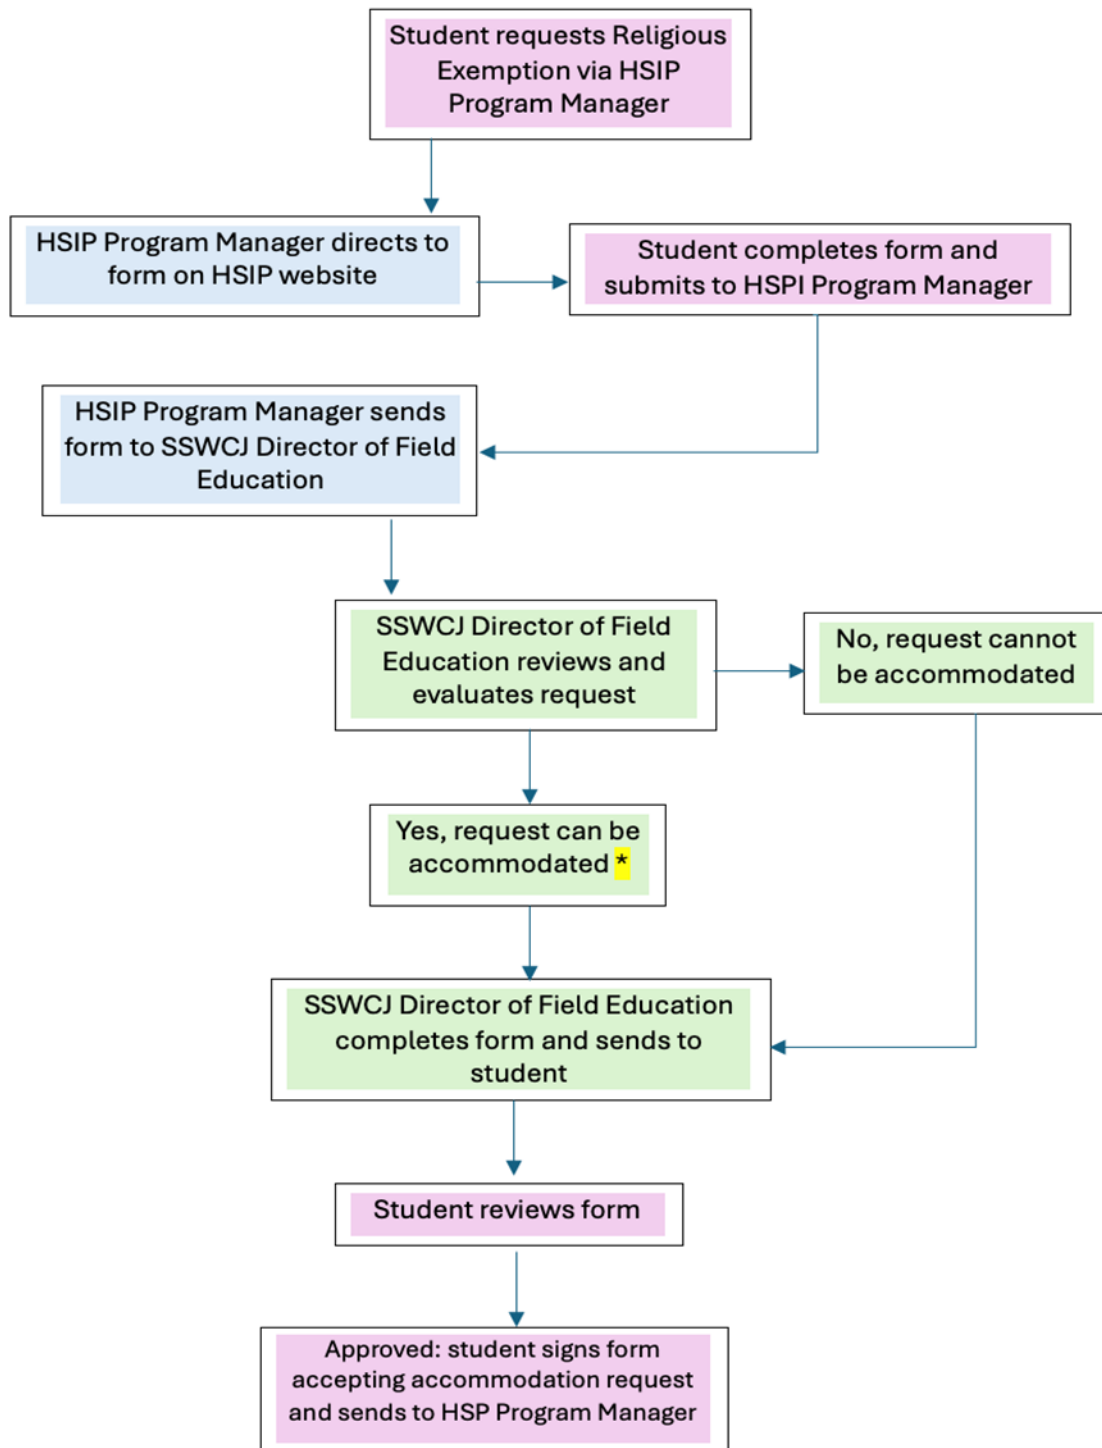 Student requests Religious
Exemption via HSIP
Program Manager
HSIP Program Manager directs to
form on HSIP website
Student completes form and
submits to HSPI Program Manager
HSIP Program Manager sends
form to SSWCJ Director of Field
Education
SSWCJ Director of Field
Education reviews and
evaluates request
No, request cannot
be accommodated
Yes, request can be
accommodated *
SSWCJ Director of Field Education
completes form and sends to
student
Student reviews form
Approved: student signs form
accepting accommodation request
and sends to HSP Program Manager